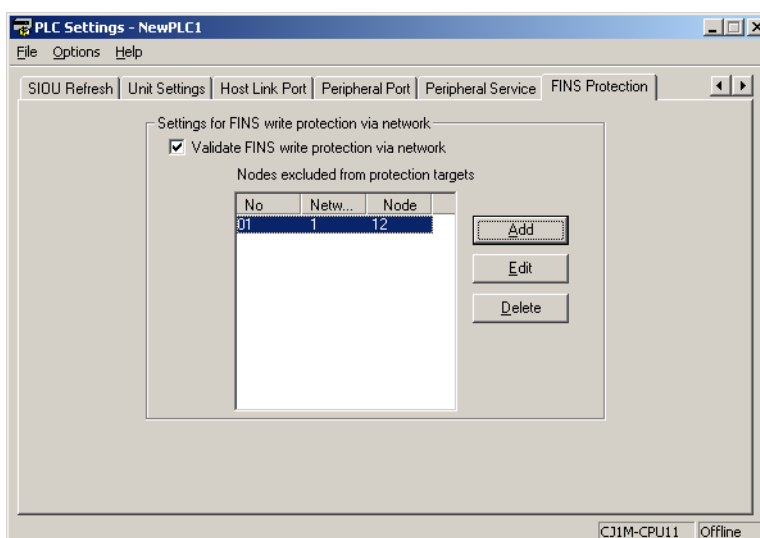 PLC Settings - NewPLC1
File Options Help
SIOU Refresh Unit Settings Host Link Port Peripheral Port Peripheral Service FINS Protection
Settings for FINS write protection via network
Validate FINS write protection via network
Nodes excluded from protection targets
No Netw... Node
01 1 12
Add
Edit
Delete
CJ1M-CPU11 Offline